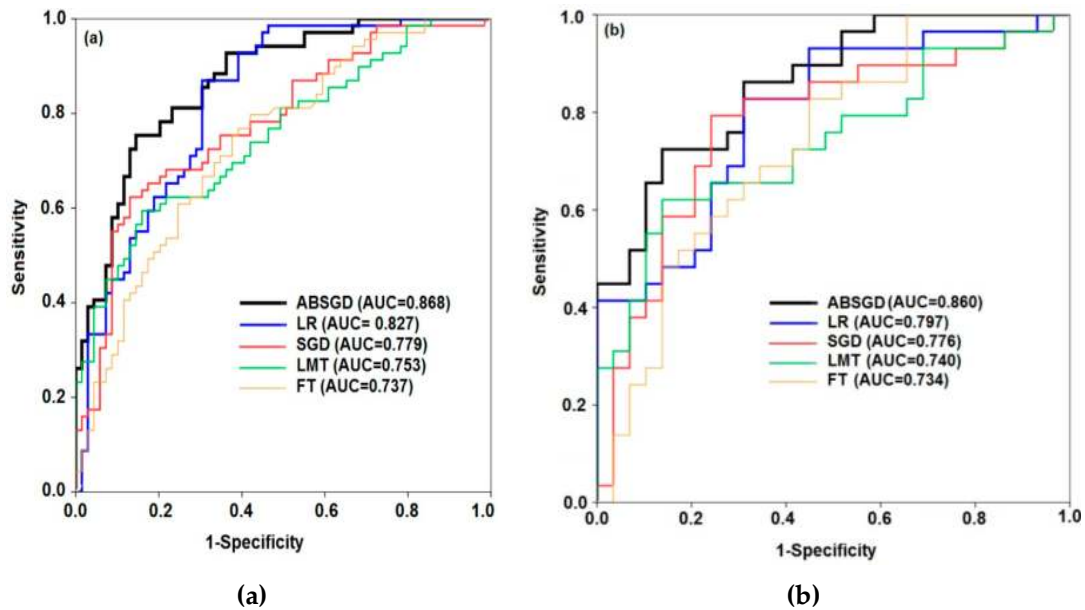 (a)
1.0
0.8
0.6
0.4
0.2
0.0
Sensitivity
ABSGD (AUC=0.868)
LR (AUC= 0.827)
SGD (AUC=0.779)
LMT (AUC=0.753)
FT (AUC=0.737)
0.0 0.2 0.4 0.6 0.8 1.0
1-Specificity
(a)
(b)
1.0
0.8
0.6
0.4
0.2
0.0
Sensitivity
ABSGD (AUC=0.860)
LR (AUC=0.797)
SGD (AUC=0.776)
LMT (AUC=0.740)
FT (AUC=0.734)
0.0 0.2 0.4 0.6 0.8 1.0
1-Specificity
(b)